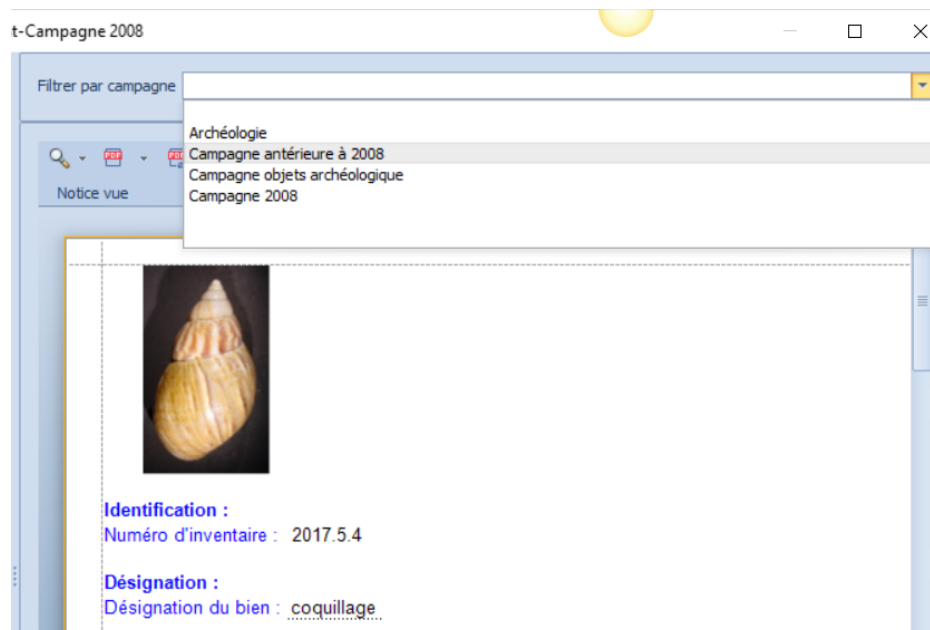 t-Campagne 2008
Filtrer par campagne
Archéologie
Campagne antérieure à 2008
Campagne objets archéologique
Campagne 2008
PDF
Notice vue
Identification :
Numéro d'inventaire : 2017.5.4
Désignation :
Désignation du bien : coquillage